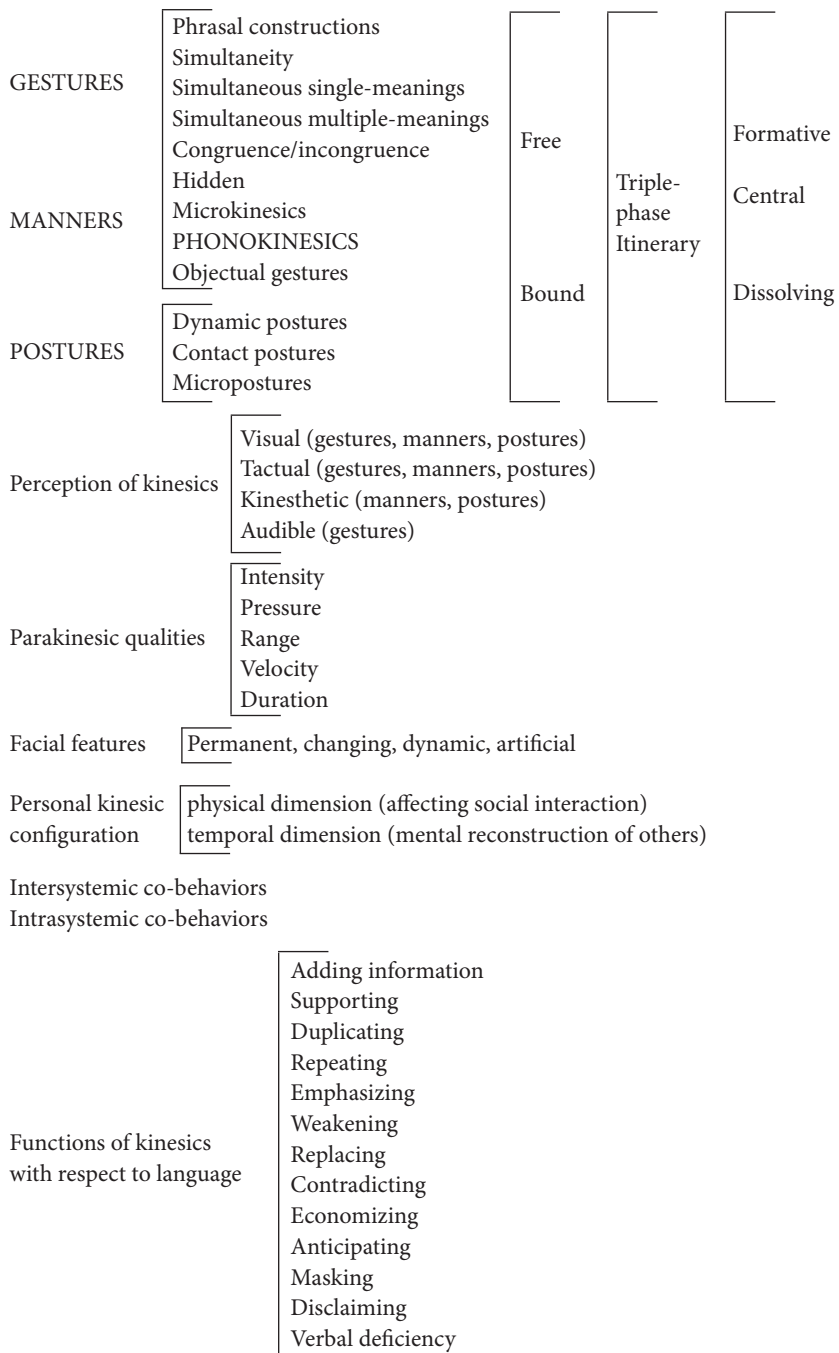 GESTURES
MANNERS
Phrasal constructions
Simultaneity
Simultaneous single-meanings
Simultaneous multiple-meanings
Congruence/incongruence
Hidden
Microkinesics
PHONOKINESICS
Objectual gestures
POSTURES
Dynamic postures
Contact postures
Micropostures
Free
Bound
Triple-
phase
Itinerary
Formative
Central
Dissolving
Perception of kinesics
Visual (gestures, manners, postures)
Tactual (gestures, manners, postures)
Kinesthetic (manners, postures)
Audible (gestures)
Parakinesic qualities
Intensity
Pressure
Range
Velocity
Duration
Facial features
Permanent, changing, dynamic, artificial
Personal kinesic
configuration
physical dimension (affecting social interaction)
temporal dimension (mental reconstruction of others)
Intersystemic co-behaviors
Intrasystemic co-behaviors
Functions of kinesics
with respect to language
Adding information
Supporting
Duplicating
Repeating
Emphasizing
Weakening
Replacing
Contradicting
Economizing
Anticipating
Masking
Disclaiming
Verbal deficiency